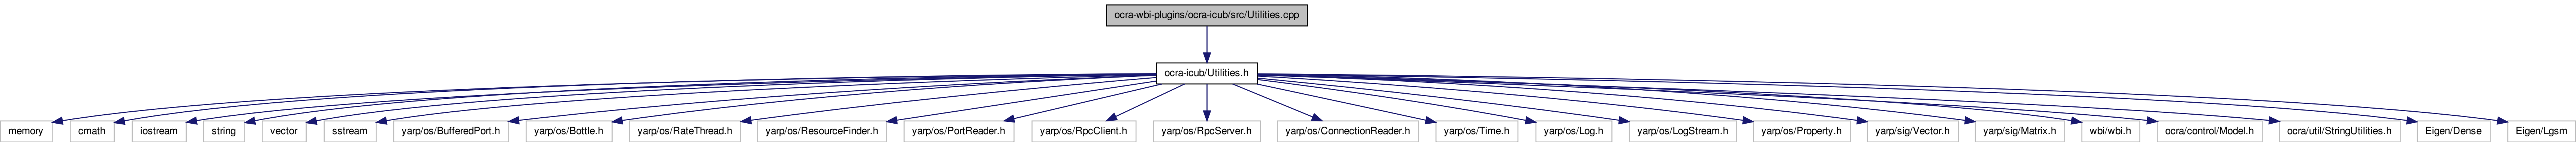 ocra-wbi-plugins/ocra-icub/src/Utilities.cpp
ocra-icub/Utilities.h
memory
cmath
iostream
string
vector
sstream
yarp/os/BufferedPort.h
yarp/os/Bottle.h
yarp/os/RateThread.h
yarp/os/ResourceFinder.h
yarp/os/PortReader.h
yarp/os/RpcClient.h
yarp/os/RpcServer.h
yarp/os/ConnectionReader.h
yarp/os/Time.h
yarp/os/Log.h
yarp/os/LogStream.h
yarp/os/Property.h
yarp/sig/Vector.h
yarp/sig/Matrix.h
wbi/wbi.h
ocra/control/Model.h
ocra/util/StringUtilities.h
Eigen/Dense
Eigen/Lgsm